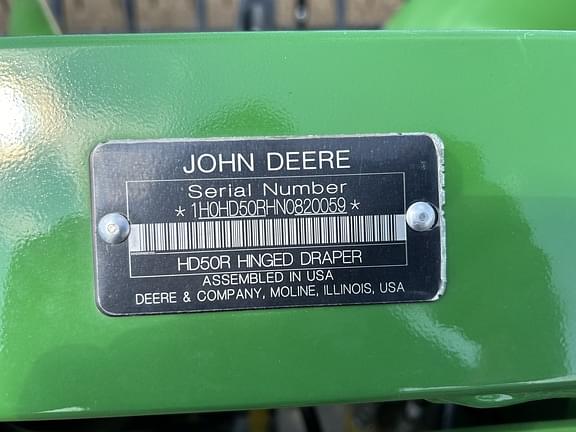 JOHN DEERE
Serial Number
*1H0HD50RHN0820059*
HD50R HINGED DRAPER
ASSEMBLED IN USA
DEERE & COMPANY, MOLINE, ILLINOIS, USA